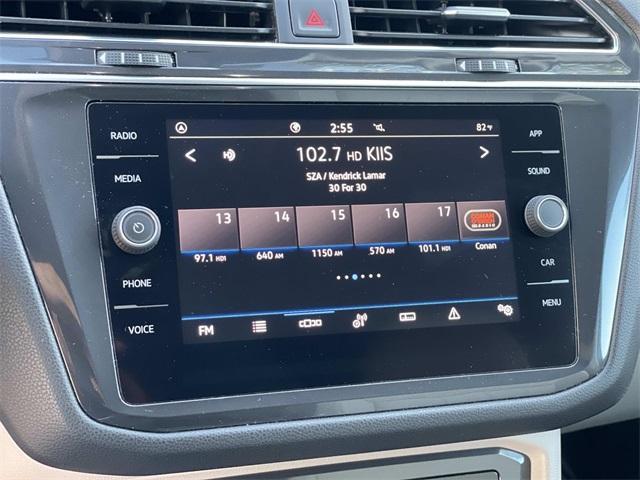 2:55
82°F
RADIO
MEDIA
PHONE
VOICE
102.7 HD KIIS
SZA / Kendrick Lamar
30 For 30
13
14
15
16
17
CONAN
RADIO
97.1 HD1
640 AM
1150 AM
570 AM
101.1 HD1
Conan
FM
APP
SOUND
CAR
MENU